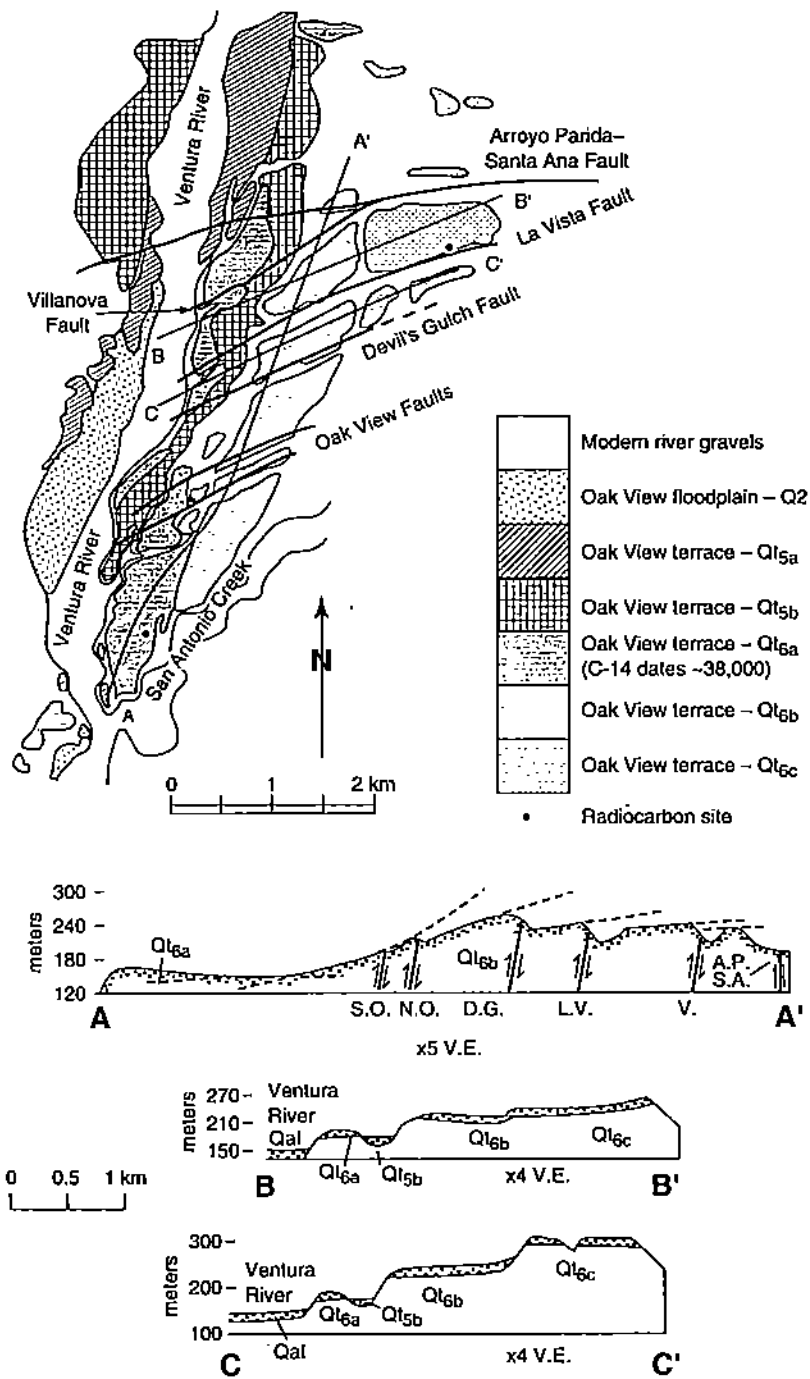 Ventura River
A'
Arroyo Parida–
Santa Ana Fault
B'
La Vista Fault
C'
Villanova
Fault
Devil's Gulch Fault
B
C
Oak View Faults
Ventura River
San Antonio Creek
N
A
0 1 2 km
Modern river gravels
Oak View floodplain – Q2
Oak View terrace – Qt5a
Oak View terrace – Qt5b
Oak View terrace – Qt6a
(C-14 dates ~38,000)
Oak View terrace – Qt6b
Oak View terrace – Qt6c
• Radiocarbon site
meters
300
240
180
120
Qt6a
Qt6b
A.P.
S.A.
A
S.O. N.O. D.G. L.V. V.
A'
x5 V.E.
meters
270
210
150
Ventura
River
Qal
Qt6a
Qt5b
Qt6b
Qt6c
B
x4 V.E.
B'
0 0.5 1 km
meters
300
200
100
Ventura
River
Qal
Qt6a
Qt5b
Qt6b
Qt6c
C
x4 V.E.
C'